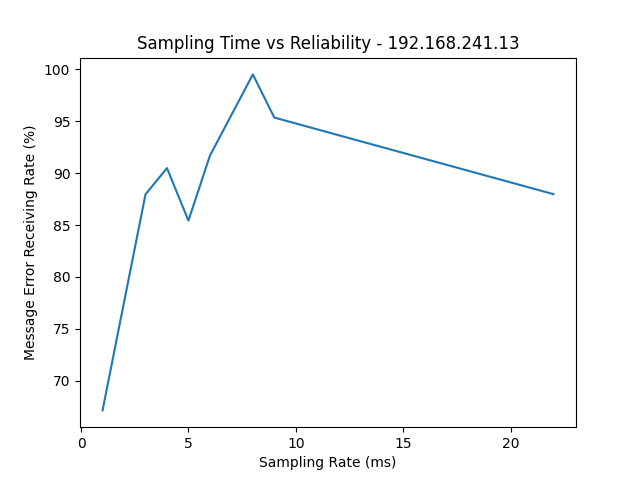 Sampling Time vs Reliability - 192.168.241.13
Message Error Receiving Rate (%)
100
95
90
85
80
75
70
0 5 10 15 20
Sampling Rate (ms)